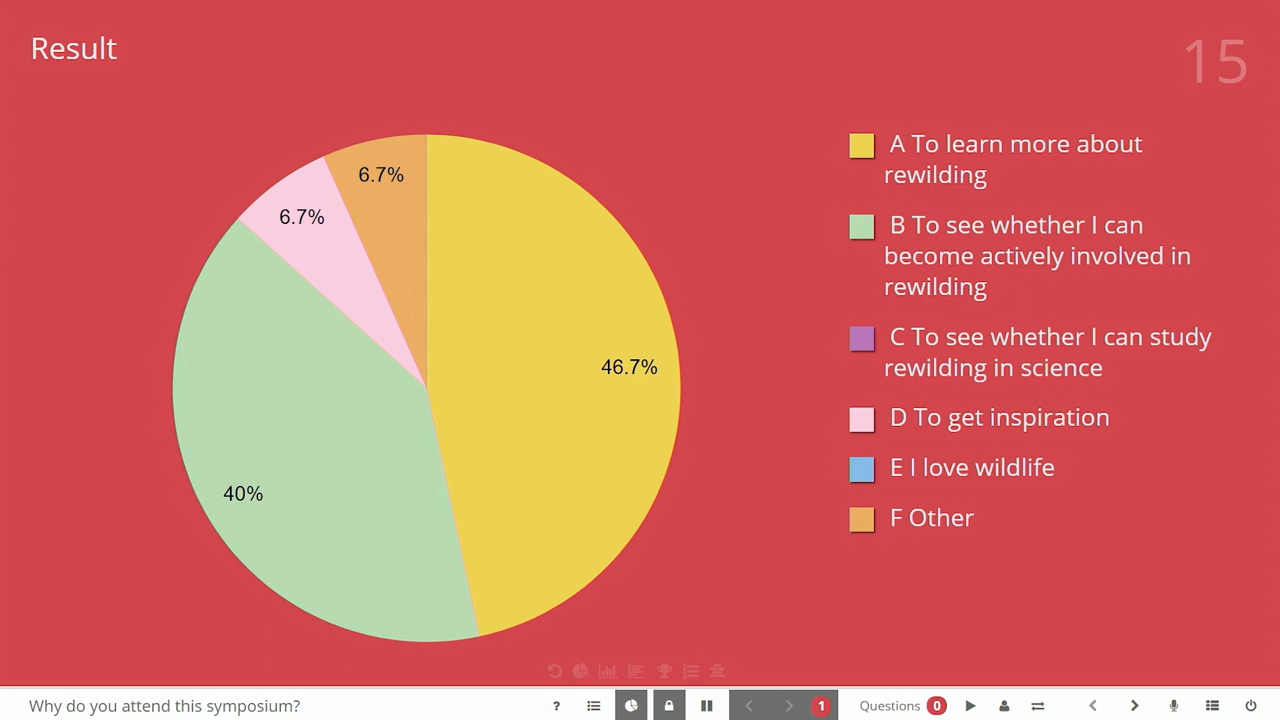 Result
15
6.7%
6.7%
46.7%
40%
A To learn more about
rewilding
B To see whether I can
become actively involved in
rewilding
C To see whether I can study
rewilding in science
D To get inspiration
E I love wildlife
F Other
Why do you attend this symposium?
?
1
Questions 0